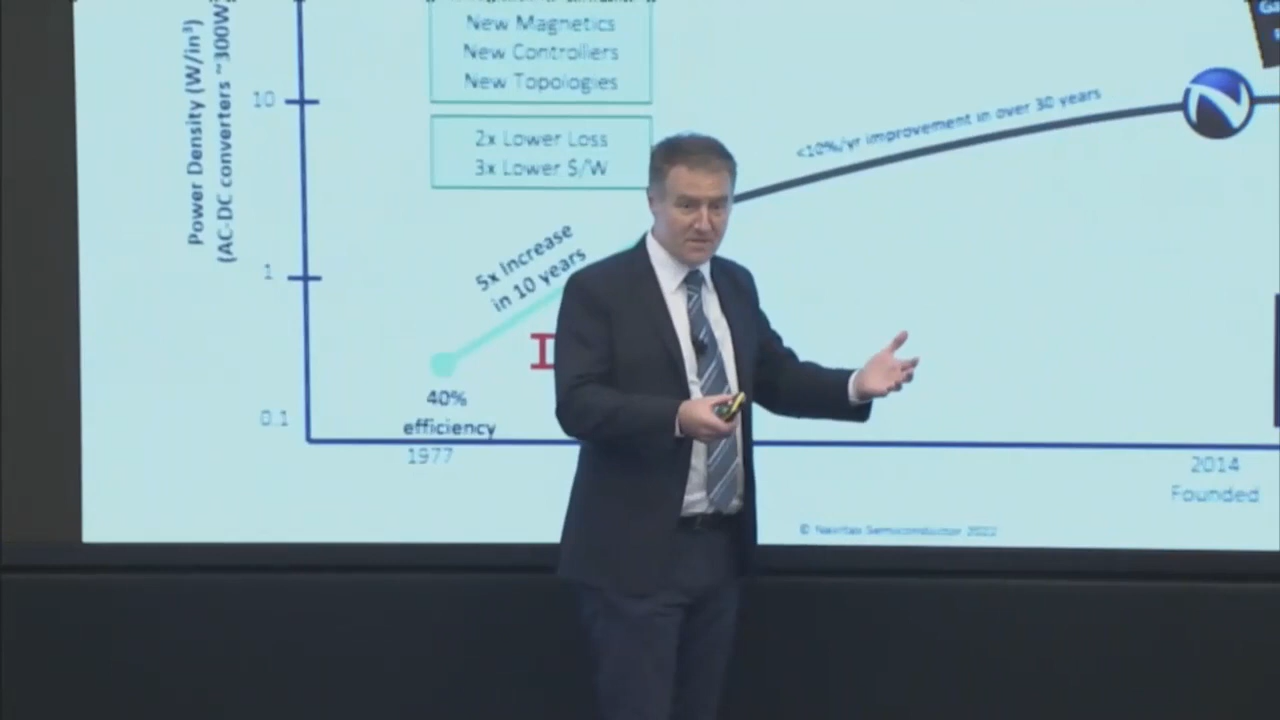 Power Density (W/in³)
(AC-DC converters ~300W
New Magnetics
New Controllers
New Topologies
2x Lower Loss
3x Lower $/W
10
1
0.1
5x Increase
in 10 years
<10%/yr improvement in over 30 years
N
40%
efficiency
1977
2014
Founded
© Navitas Semiconductor 2022